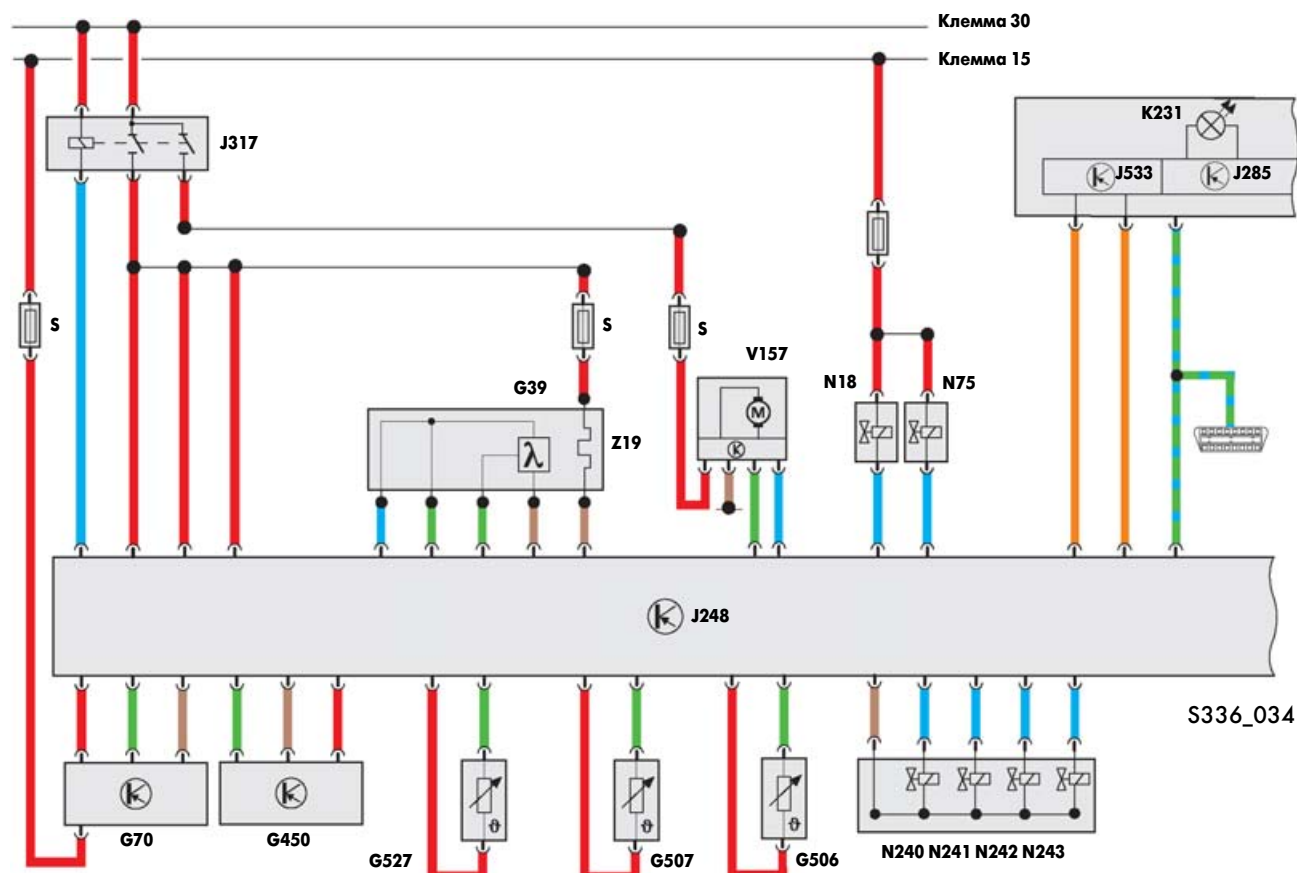 Клемма 30
Клемма 15
K231
J317
J533
J285
S
S
S
V157
G39
N18
N75
Z19
M
λ
J248
S336_034
ϑ
ϑ
ϑ
G70
G450
G527
G507
G506
N240 N241 N242 N243